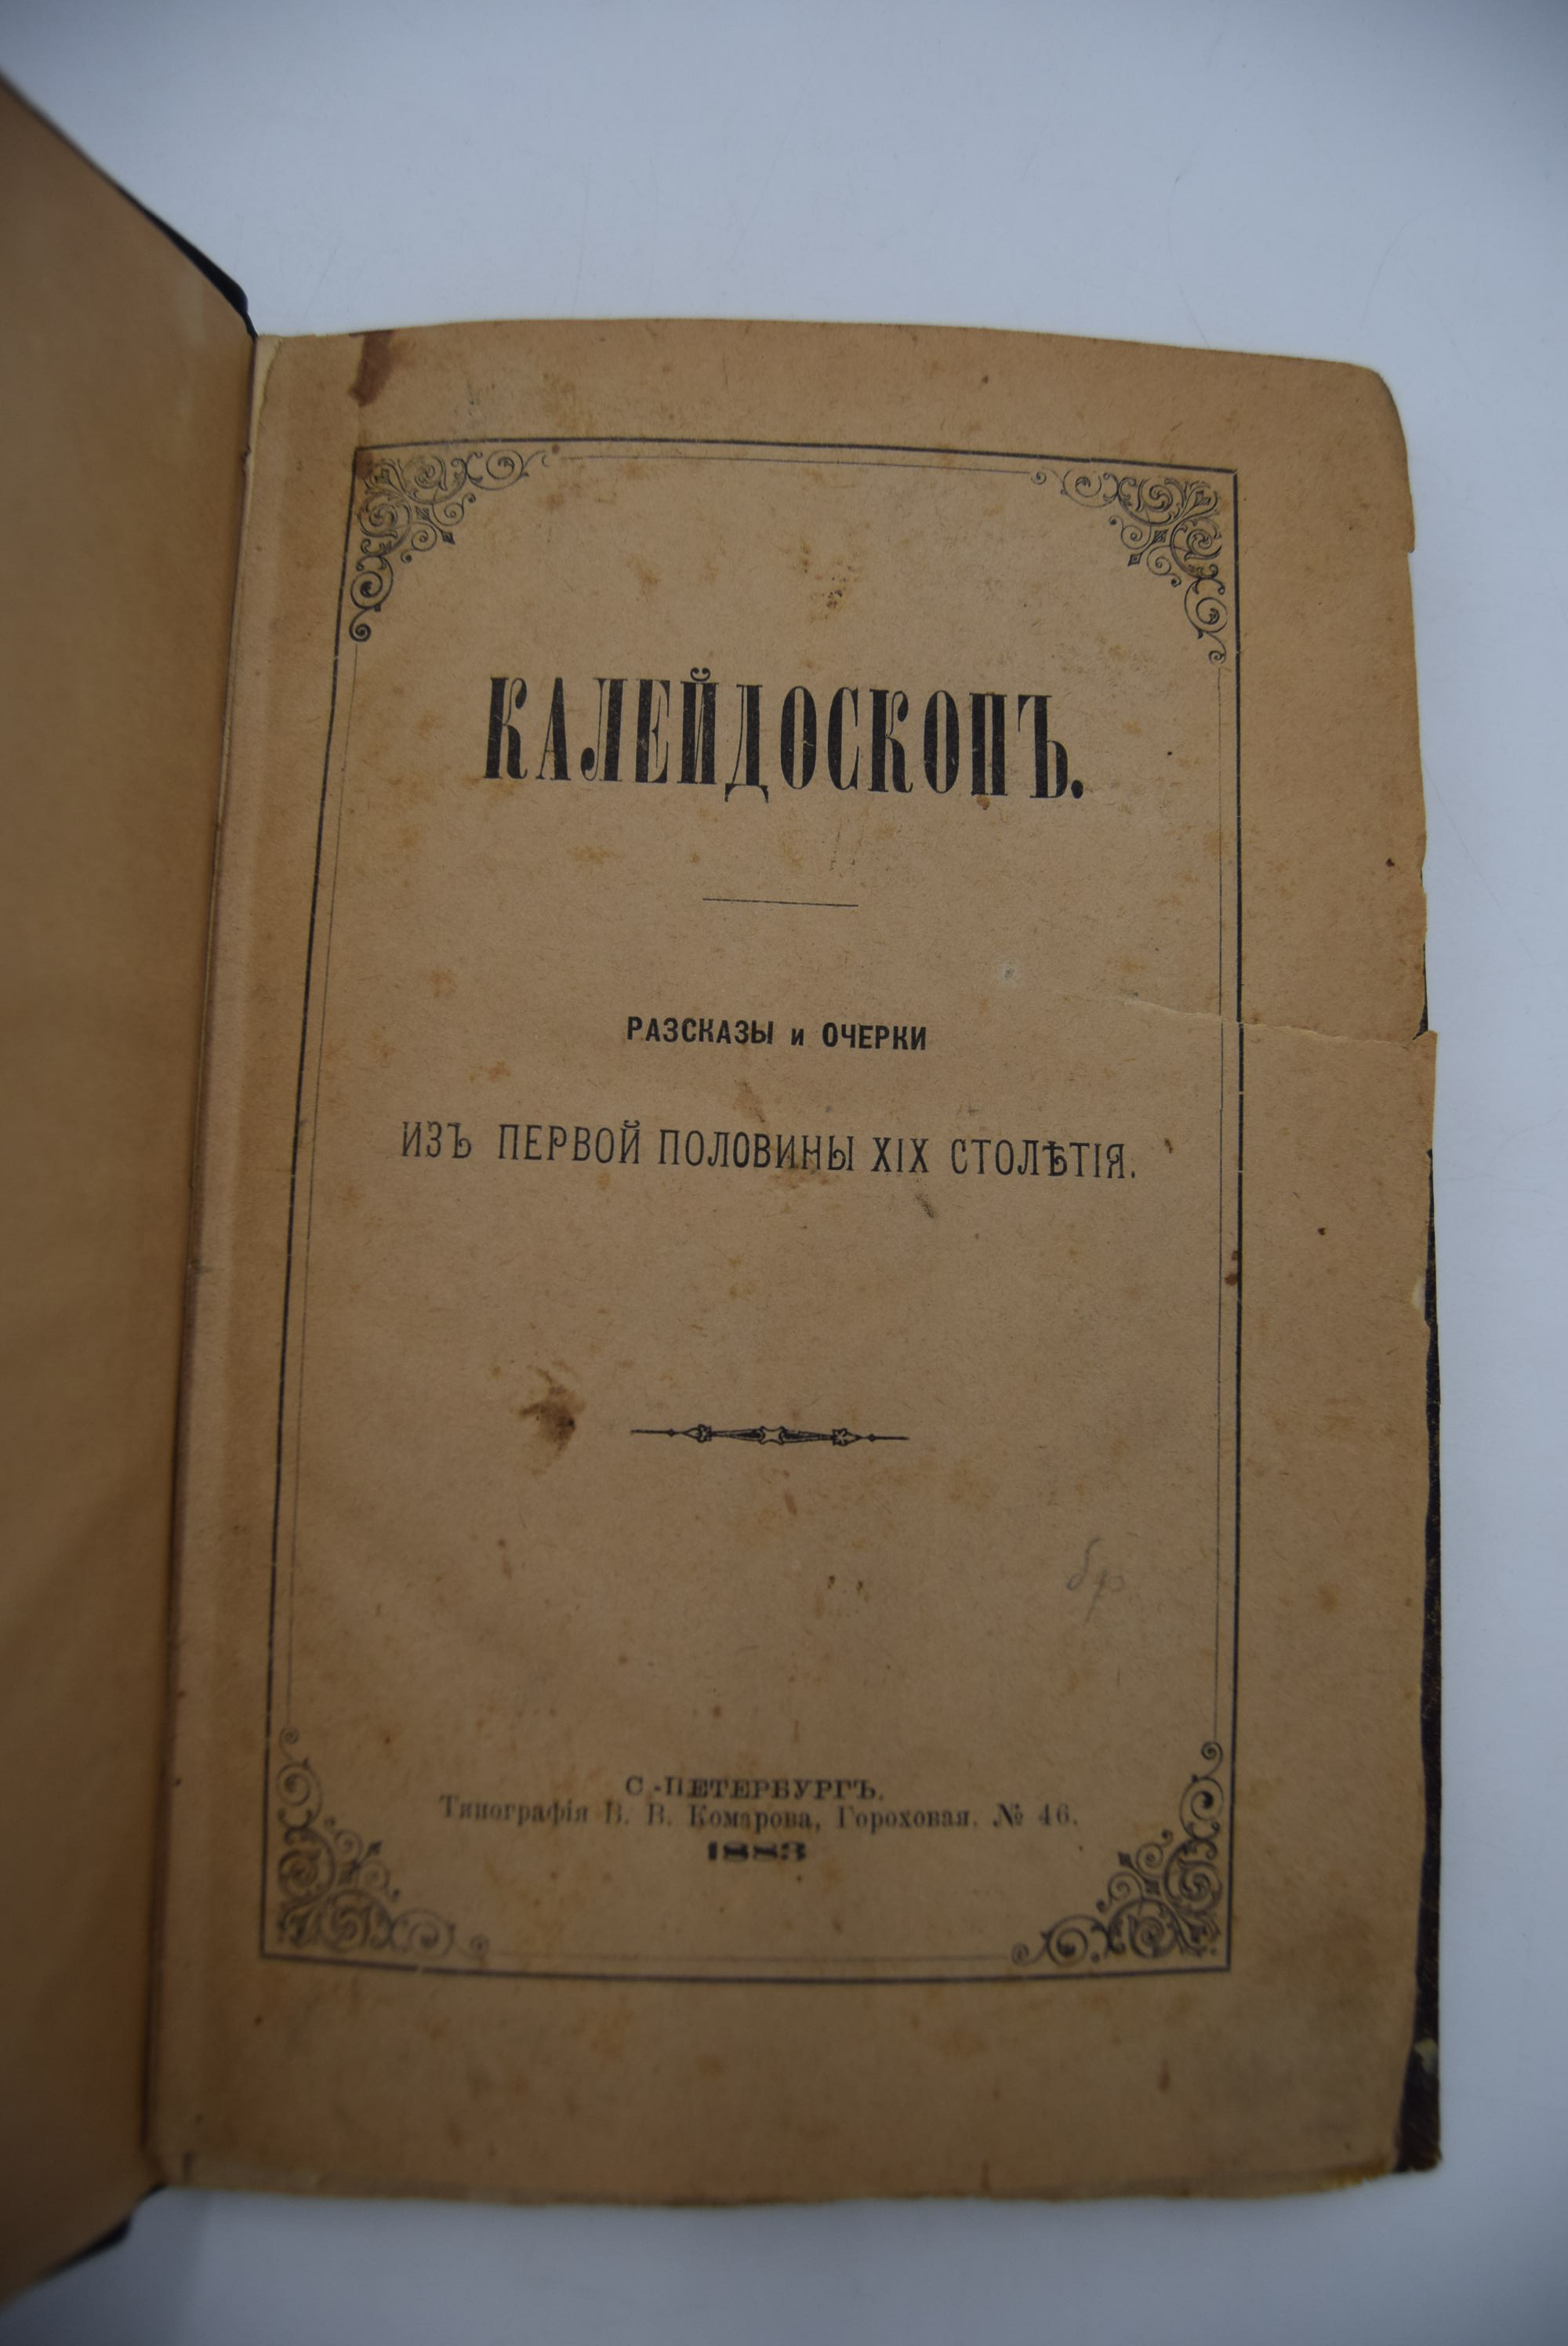 КАЛЕЙДОСКОПЪ.
РАЗСКАЗЫ и ОЧЕРКИ
ИЗЪ ПЕРВОЙ ПОЛОВИНЫ XIX СТОЛѢТІЯ.
С.-ПЕТЕРБУРГЪ.
Типографія В. В. Комарова, Гороховая, № 46.
1883